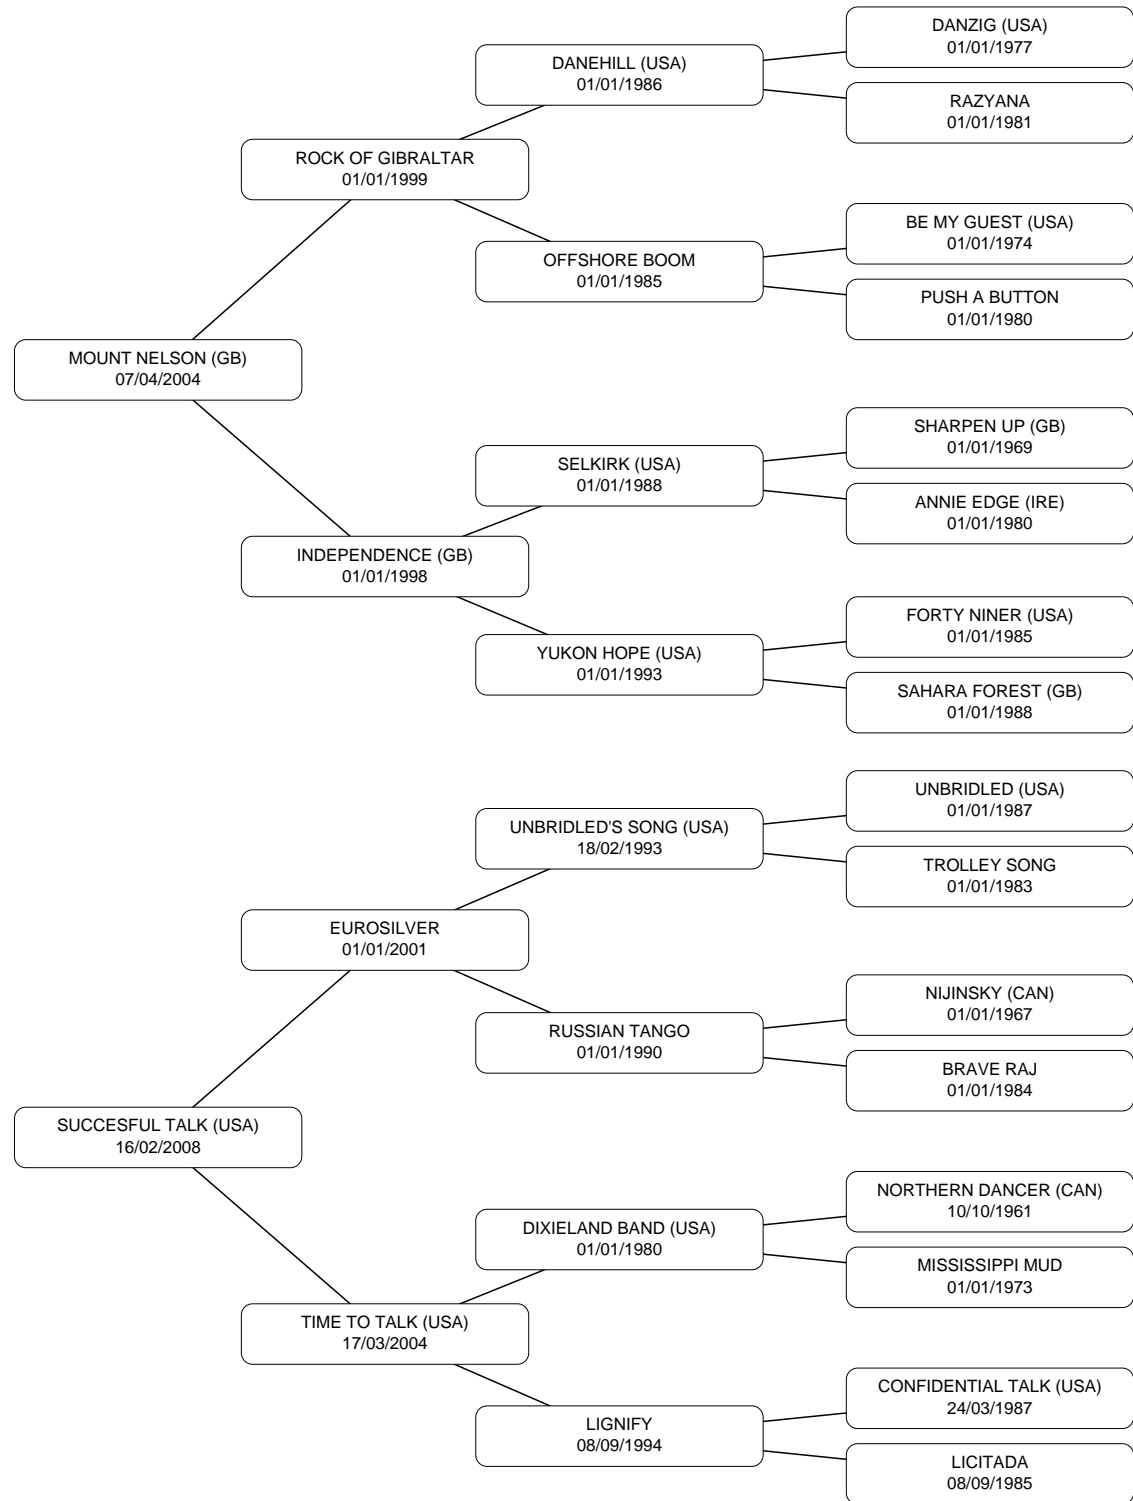 DANZIG (USA)
01/01/1977
DANEHILL (USA)
01/01/1986
RAZYANA
01/01/1981
ROCK OF GIBRALTAR
01/01/1999
BE MY GUEST (USA)
01/01/1974
OFFSHORE BOOM
01/01/1985
PUSH A BUTTON
01/01/1980
MOUNT NELSON (GB)
07/04/2004
SHARPEN UP (GB)
01/01/1969
SELKIRK (USA)
01/01/1988
ANNIE EDGE (IRE)
01/01/1980
INDEPENDENCE (GB)
01/01/1998
FORTY NINER (USA)
01/01/1985
YUKON HOPE (USA)
01/01/1993
SAHARA FOREST (GB)
01/01/1988
UNBRIDLED (USA)
01/01/1987
UNBRIDLED'S SONG (USA)
18/02/1993
TROLLEY SONG
01/01/1983
EUROSILVER
01/01/2001
NIJINSKY (CAN)
01/01/1967
RUSSIAN TANGO
01/01/1990
BRAVE RAJ
01/01/1984
SUCCESFUL TALK (USA)
16/02/2008
NORTHERN DANCER (CAN)
10/10/1961
DIXIELAND BAND (USA)
01/01/1980
MISSISSIPPI MUD
01/01/1973
TIME TO TALK (USA)
17/03/2004
CONFIDENTIAL TALK (USA)
24/03/1987
LIGNIFY
08/09/1994
LICITADA
08/09/1985